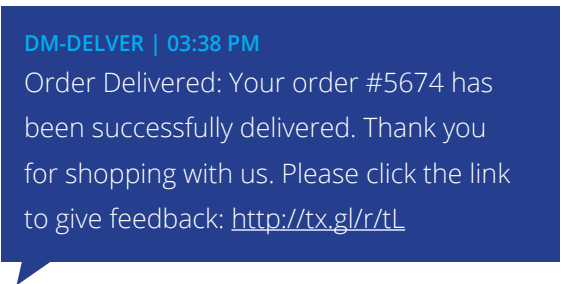 DM-DELVER | 03:38 PM
Order Delivered: Your order #5674 has
been successfully delivered. Thank you
for shopping with us. Please click the link
to give feedback: http://tx.gl/r/tL